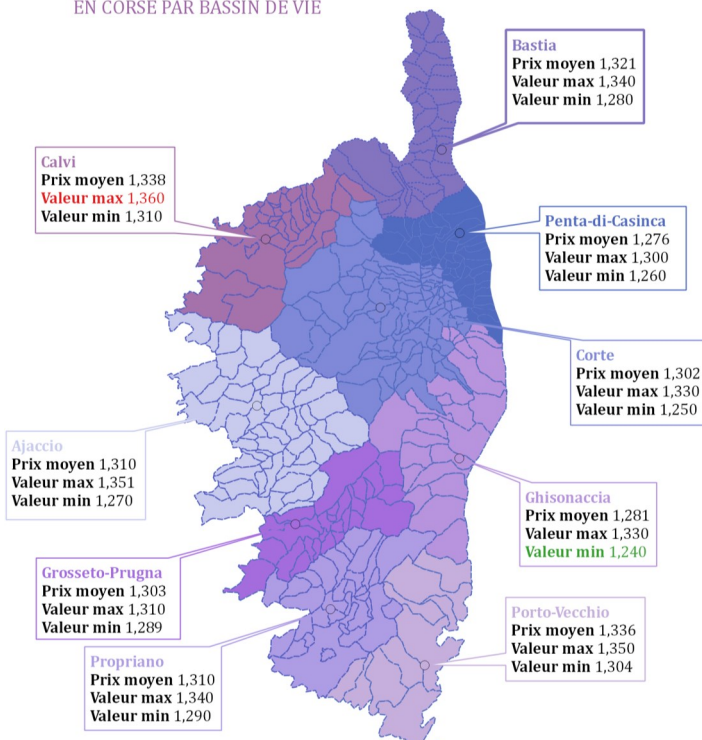 EN CORSE PAR BASSIN DE VIE
Bastia
Prix moyen 1,321
Valeur max 1,340
Valeur min 1,280
Calvi
Prix moyen 1,338
Valeur max 1,360
Valeur min 1,310
Penta-di-Casinca
Prix moyen 1,276
Valeur max 1,300
Valeur min 1,260
Corte
Prix moyen 1,302
Valeur max 1,330
Valeur min 1,250
Ajaccio
Prix moyen 1,310
Valeur max 1,351
Valeur min 1,270
Ghisonaccia
Prix moyen 1,281
Valeur max 1,330
Valeur min 1,240
Grosseto-Prugna
Prix moyen 1,303
Valeur max 1,310
Valeur min 1,289
Porto-Vecchio
Prix moyen 1,336
Valeur max 1,350
Valeur min 1,304
Propriano
Prix moyen 1,310
Valeur max 1,340
Valeur min 1,290